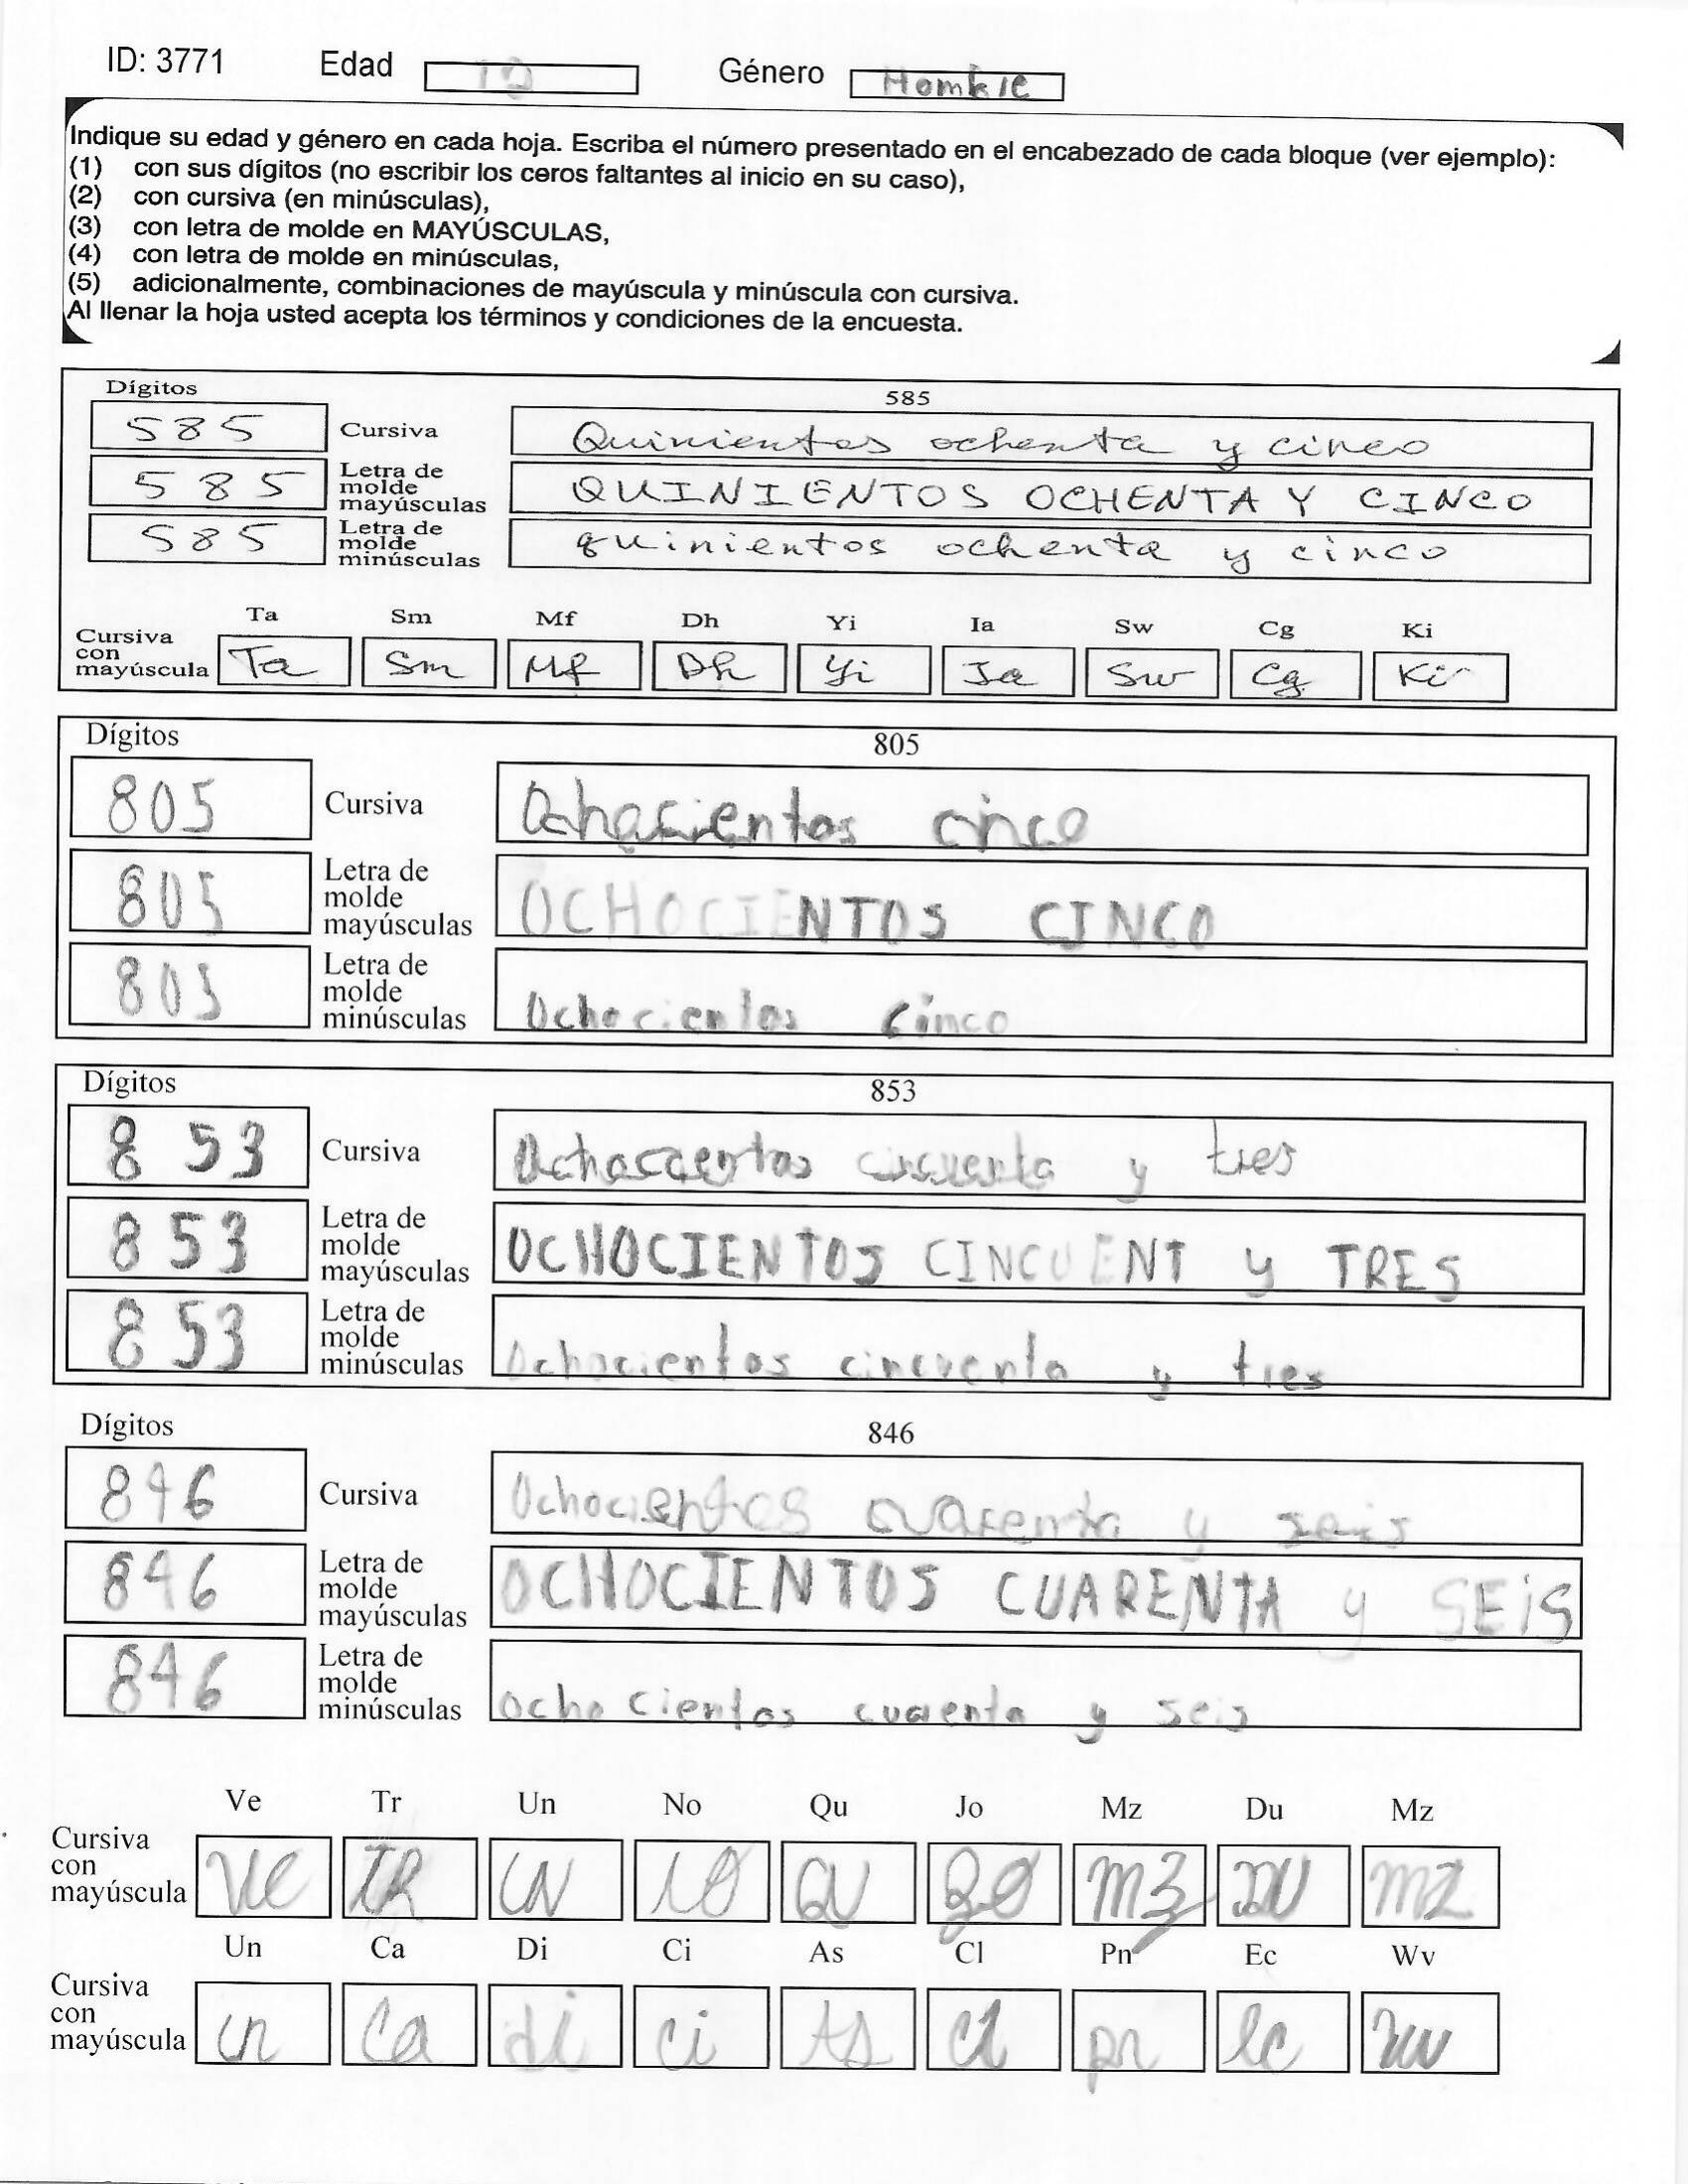 ID: 3771 Edad Género Hombre
Indique su edad y género en cada hoja. Escriba el número presentado en el encabezado de cada bloque (ver ejemplo):
(1) con sus dígitos (no escribir los ceros faltantes al inicio en su caso),
(2) con cursiva (en minúsculas),
(3) con letra de molde en MAYÚSCULAS,
(4) con letra de molde en minúsculas,
(5) adicionalmente, combinaciones de mayúscula y minúscula con cursiva.
Al llenar la hoja usted acepta los términos y condiciones de la encuesta.
Dígitos 585
585 Cursiva Quinientos ochenta y cinco
585 Letra de molde mayúsculas QUINIENTOS OCHENTA Y CINCO
585 Letra de molde minúsculas quinientos ochenta y cinco
Ta Sm Mf Dh Yi Ia Sw Cg Ki
Cursiva con mayúscula Ta Sm Mf Dh Yi Ia Sw Cg Ki
Dígitos 805
805 Cursiva Ochocientos cinco
805 Letra de molde mayúsculas OCHOCIENTOS CINCO
805 Letra de molde minúsculas Ochocientos cinco
Dígitos 853
853 Cursiva cincuenta y tres
853 Letra de molde mayúsculas OCHOCIENTOS CINCUENT y TRES
853 Letra de molde minúsculas Ochocientos cincuenta y tres
Dígitos 846
846 Cursiva Ochocientos cuarenta y seis
846 Letra de molde mayúsculas OCHOCIENTOS CUARENTA y SEiS
846 Letra de molde minúsculas Ocho cientos cuarenta y seis
Ve Tr Un No Qu Jo Mz Du Mz
Cursiva con mayúscula Ve TR UN NO QU JO m3 DU mz
Un Ca Di Ci As Cl Pn Ec Wv
Cursiva con mayúscula un Ca di ci As cl pn ec wv